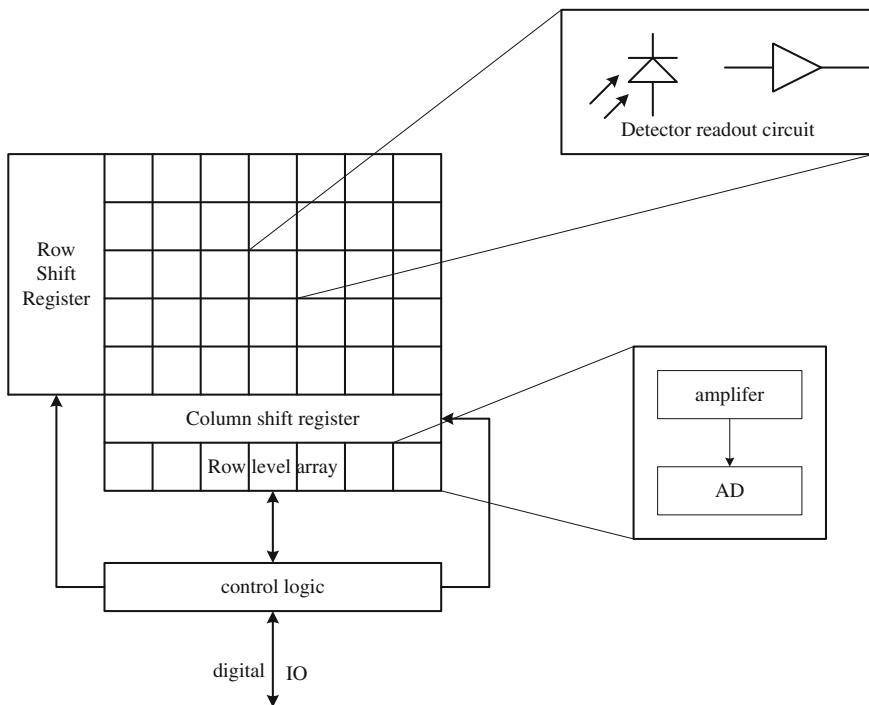 Detector readout circuit
Row
Shift
Register
Column shift register
Row level array
amplifer
AD
control logic
digital IO